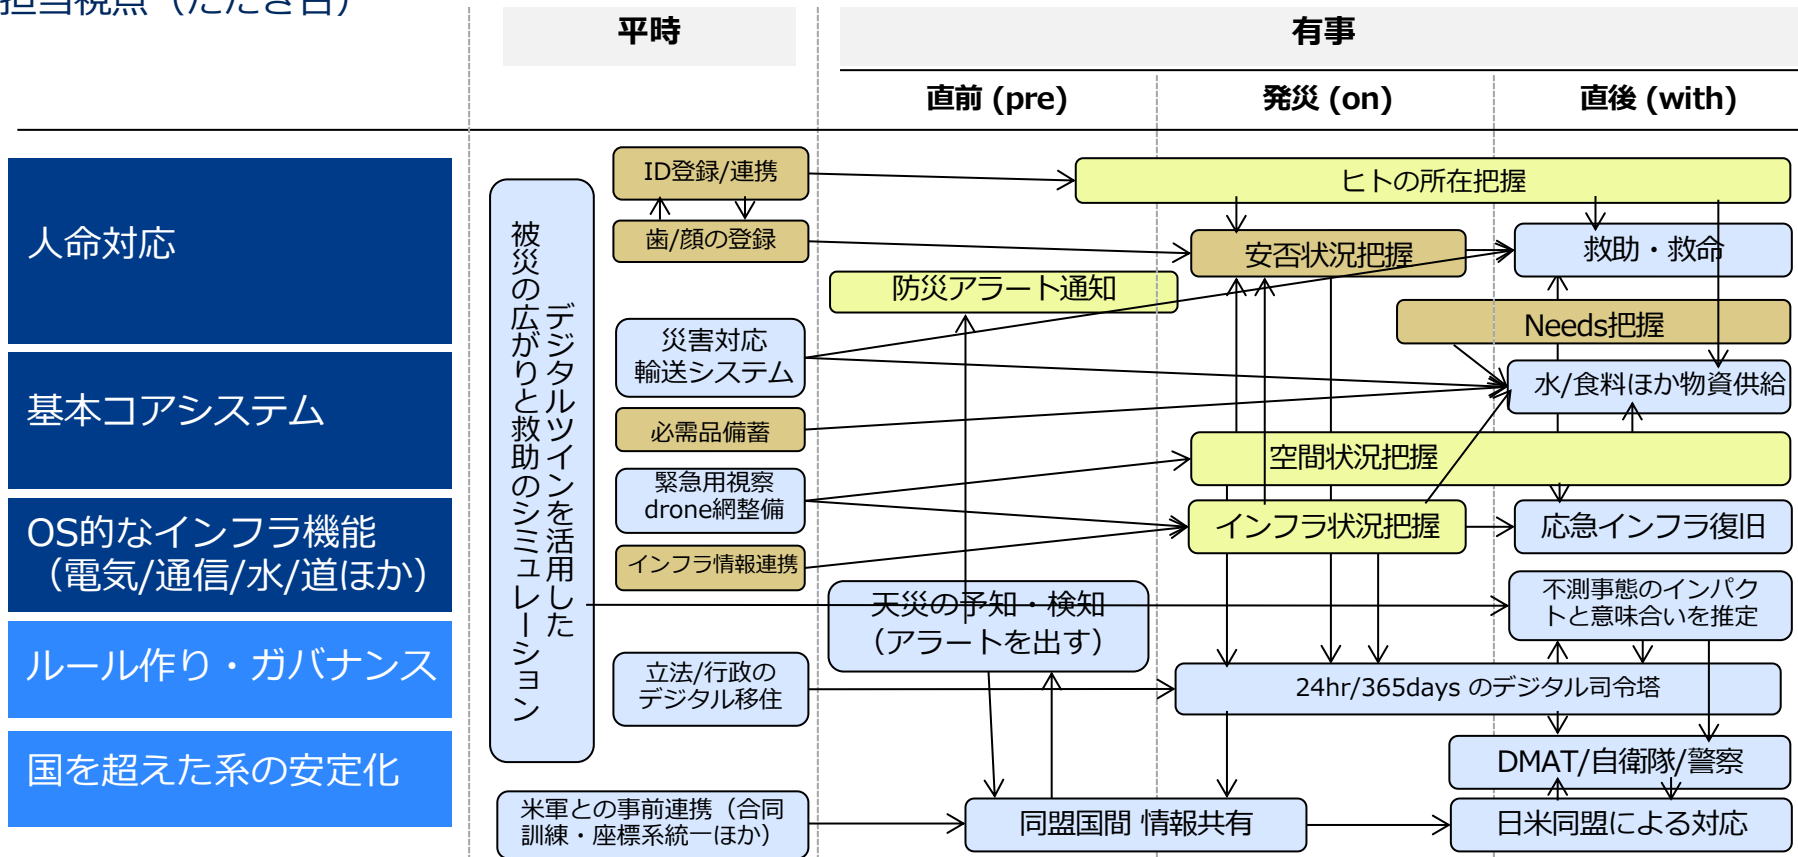 担当視点（たたき台）
平時
有事
直前 (pre)
発災 (on)
直後 (with)
人命対応
基本コアシステム
OS的なインフラ機能
（電気/通信/水/道ほか）
ルール作り・ガバナンス
国を超えた系の安定化
デジタルツインを活用した
被災の広がりと救助のシミュレーション
ID登録/連携
歯/顔の登録
災害対応
輸送システム
必需品備蓄
緊急用視察
drone網整備
インフラ情報連携
立法/行政の
デジタル移住
米軍との事前連携（合同
訓練・座標系統一ほか）
防災アラート通知
天災の予知・検知
（アラートを出す）
同盟国間 情報共有
ヒトの所在把握
安否状況把握
救助・救命
Needs把握
水/食料ほか物資供給
空間状況把握
インフラ状況把握
応急インフラ復旧
不測事態のインパク
トと意味合いを推定
24hr/365days のデジタル司令塔
DMAT/自衛隊/警察
日米同盟による対応